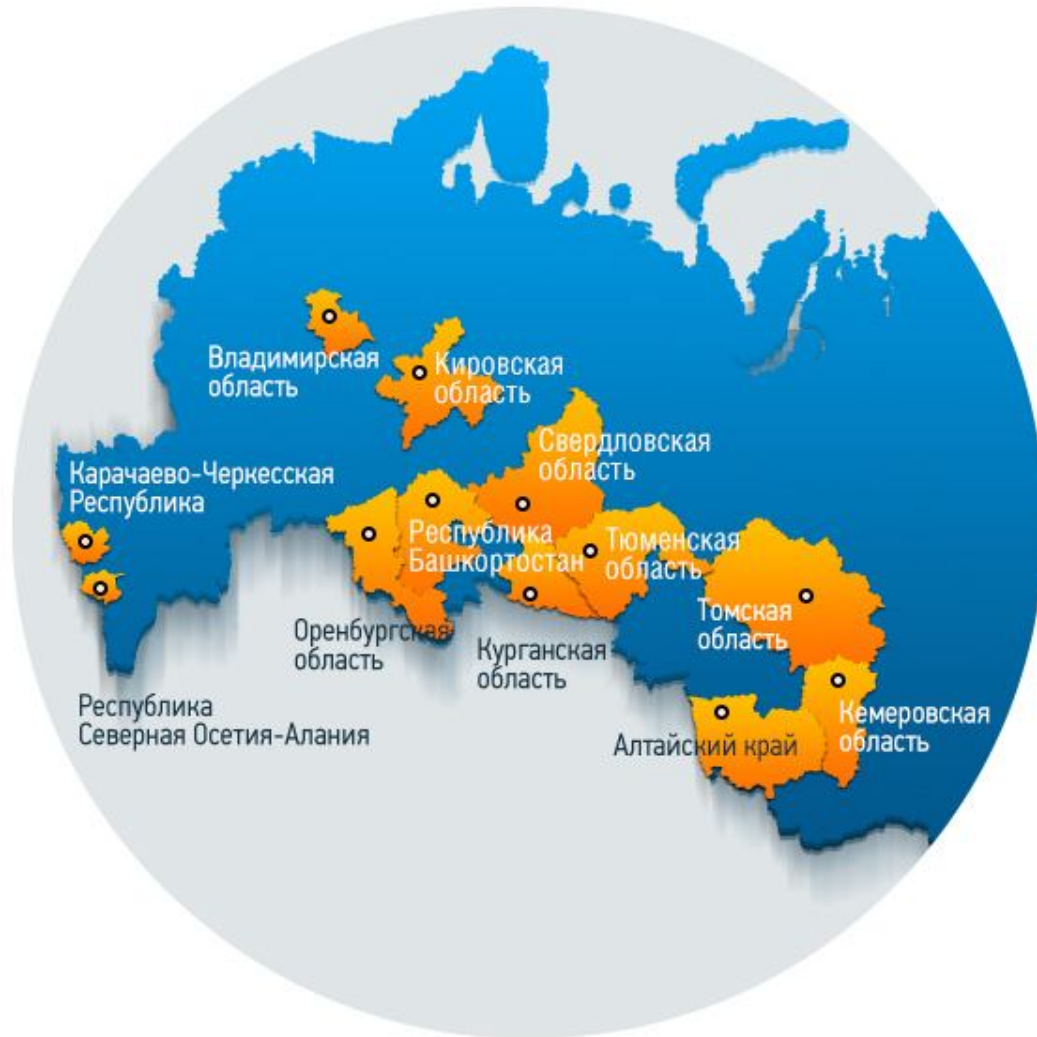 Владимирская
область
Кировская
область
Свердловская
область
Карачаево-Черкесская
Республика
Республика
Башкортостан
Тюменская
область
Томская
область
Оренбургская
область
Курганская
область
Республика
Северная Осетия-Алания
Алтайский край
Кемеровская
область